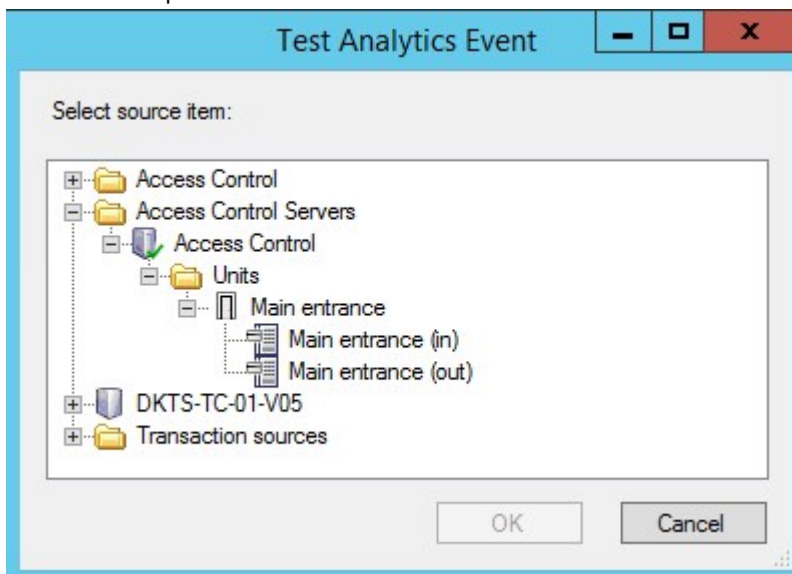 Test Analytics Event
Select source item:
Access Control
Access Control Servers
Access Control
Units
Main entrance
Main entrance (in)
Main entrance (out)
DKTS-TC-01-V05
Transaction sources
OK
Cancel